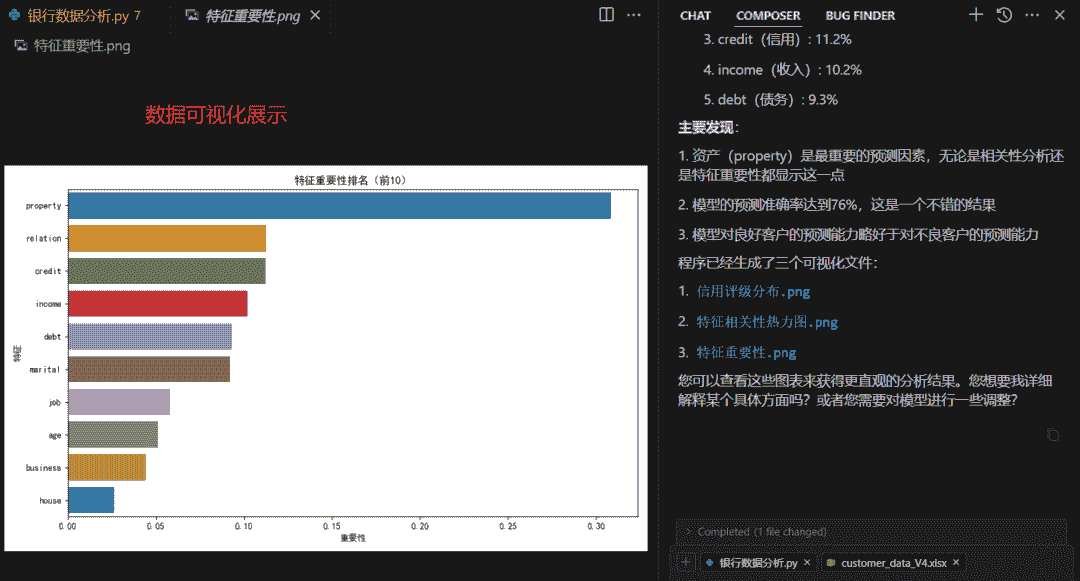 银行数据分析.py 7
特征重要性.png
特征重要性.png
数据可视化展示
特征重要性排名（前10）
property
relation
credit
income
debt
marital
job
age
business
house
特征
0.00 0.05 0.10 0.15 0.20 0.25 0.30
重要性
CHAT COMPOSER BUG FINDER
3. credit（信用）: 11.2%
4. income（收入）: 10.2%
5. debt（债务）: 9.3%
主要发现：
1. 资产（property）是最重要的预测因素，无论是相关性分析还
是特征重要性都显示这一点
2. 模型的预测准确率达到76%，这是一个不错的结果
3. 模型对良好客户的预测能力略好于对不良客户的预测能力
程序已经生成了三个可视化文件：
1. 信用评级分布.png
2. 特征相关性热力图.png
3. 特征重要性.png
您可以查看这些图表来获得更直观的分析结果。您想要我详细
解释某个具体方面吗？或者您需要对模型进行一些调整？
Completed (1 file changed)
银行数据分析.py customer_data_V4.xlsx